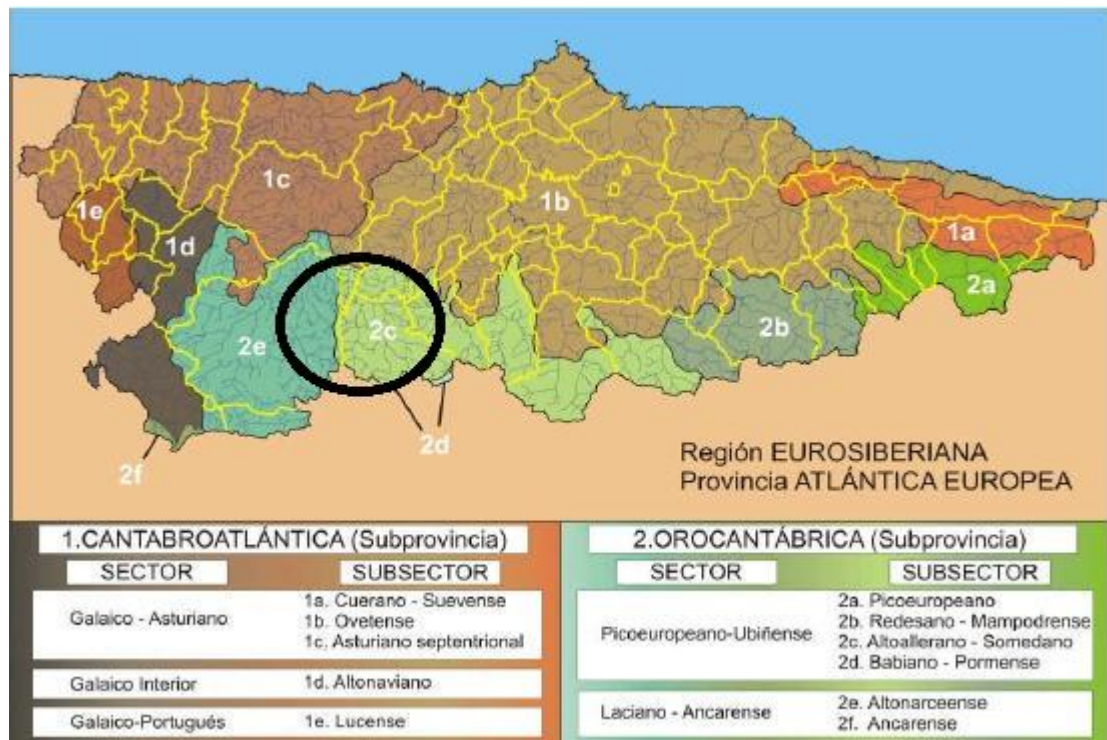 1c
1e
1d
1b
1a
2a
2b
2c
2e
2d
2f
Región EUROSIBERIANA
Provincia ATLÁNTICA EUROPEA
1.CANTABROATLÁNTICA (Subprovincia)
SECTOR SUBSECTOR
Galaico - Asturiano
1a. Cuerano - Suevense
1b. Ovetense
1c. Asturiano septentrional
Galaico Interior 1d. Altonaviano
Galaico-Portugués 1e. Lucense
2.OROCANTÁBRICA (Subprovincia)
SECTOR SUBSECTOR
Picoeuropeano-Ubiñense
2a. Picoeuropeano
2b. Redesano - Mampodrense
2c. Altoallerano - Somedano
2d. Babiano - Pormense
Laciano - Ancarense
2e. Altonarceense
2f. Ancarense